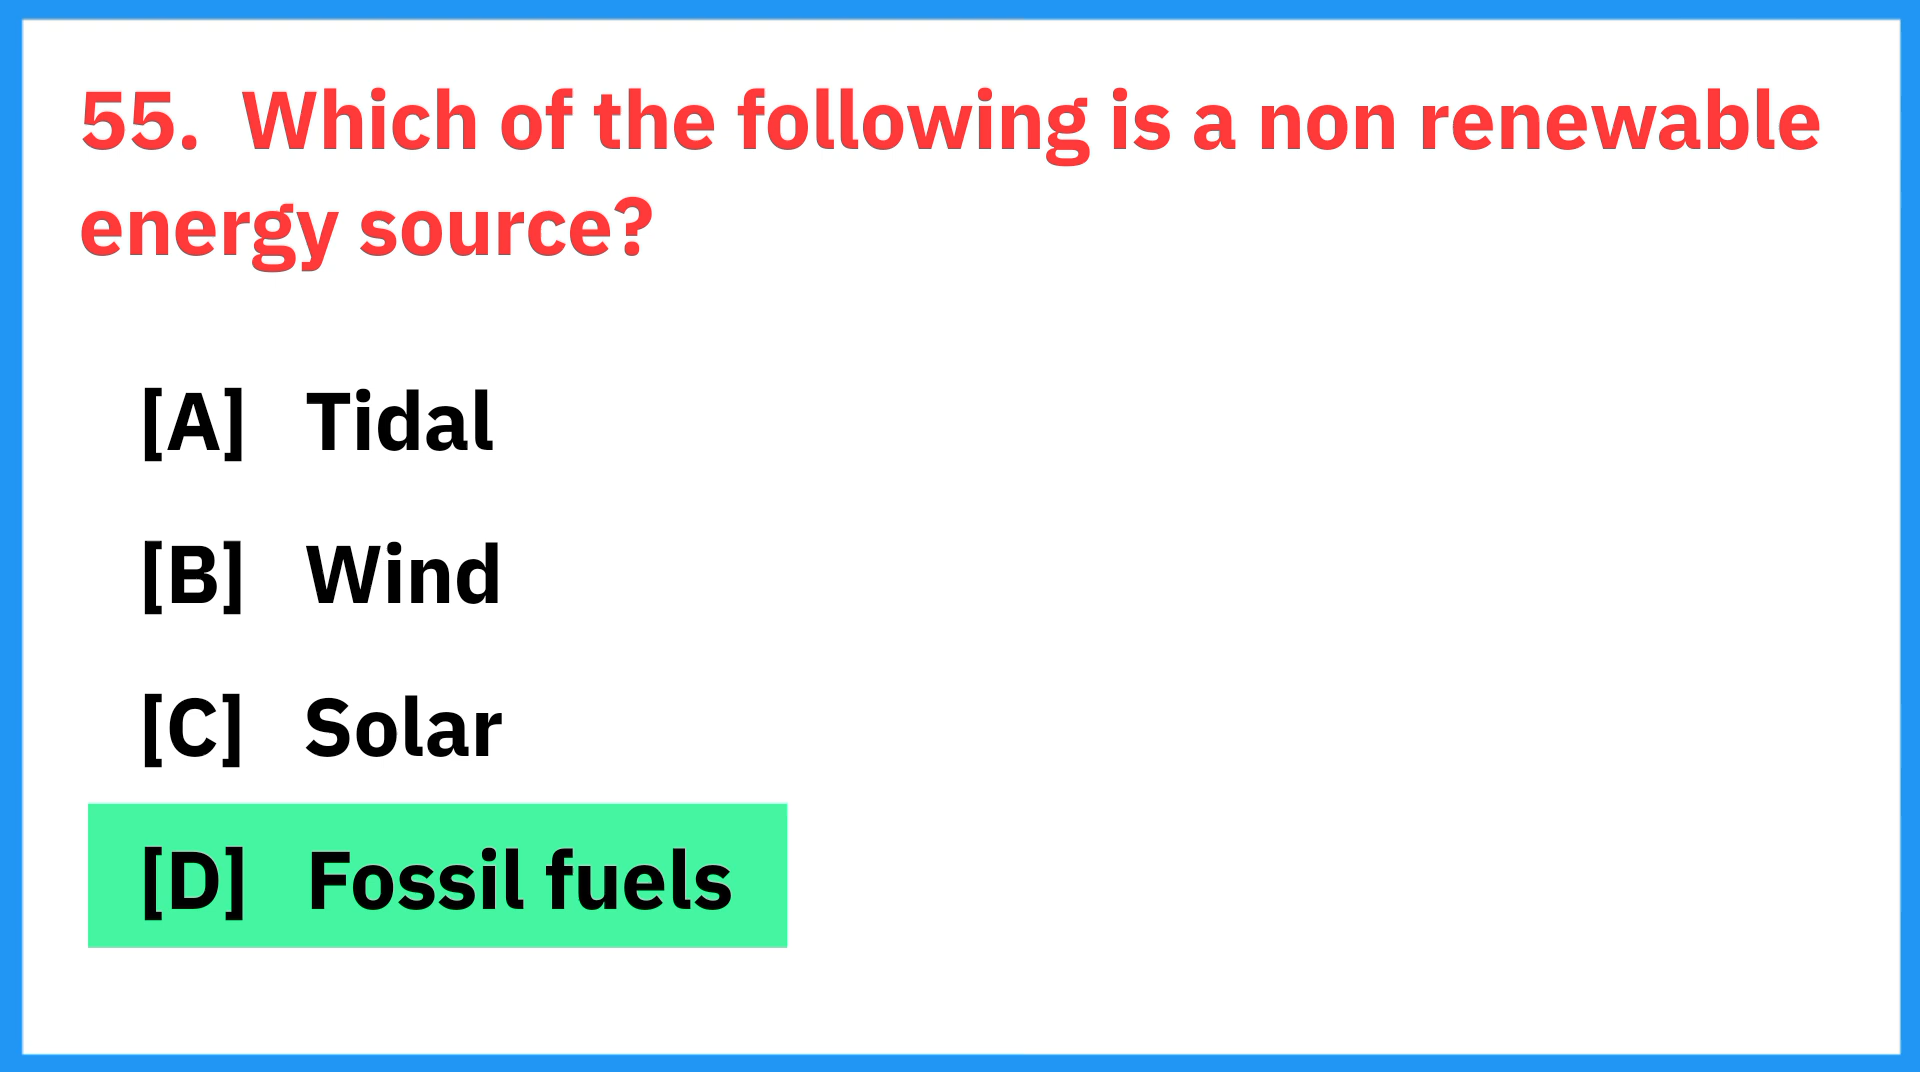 55. Which of the following is a non renewable
energy source?
[A] Tidal
[B] Wind
[C] Solar
[D] Fossil fuels